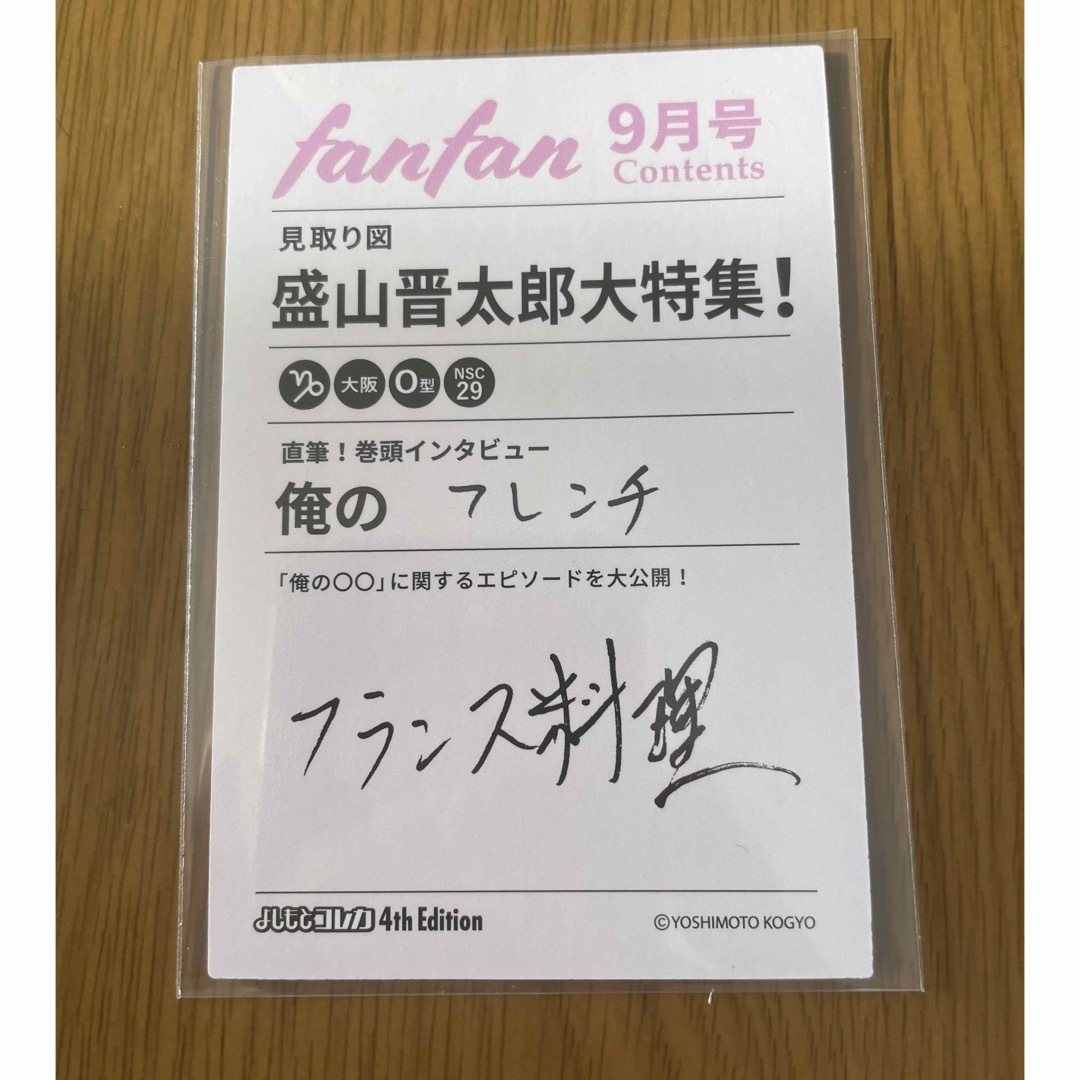 fanfan 9月号
Contents
見取り図
盛山晋太郎大特集!
♑ 大阪 O型 NSC 29
直筆!巻頭インタビュー
俺の フレンチ
「俺の〇〇」に関するエピソードを大公開!
フランス料理
よしもとコレカ 4th Edition
©YOSHIMOTO KOGYO